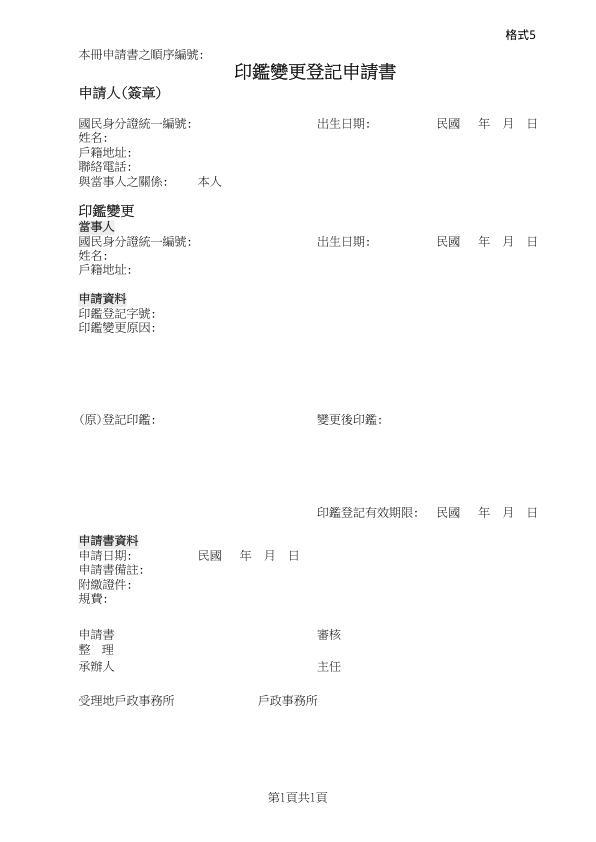 格式5
本冊申請書之順序編號:
印鑑變更登記申請書
申請人(簽章)
國民身分證統一編號: 出生日期: 民國 年 月 日
姓名:
戶籍地址:
聯絡電話:
與當事人之關係: 本人
印鑑變更
當事人
國民身分證統一編號: 出生日期: 民國 年 月 日
姓名:
戶籍地址:
申請資料
印鑑登記字號:
印鑑變更原因:
(原)登記印鑑: 變更後印鑑:
印鑑登記有效期限: 民國 年 月 日
申請書資料
申請日期: 民國 年 月 日
申請書備註:
附繳證件:
規費:
申請書 審核
整 理
承辦人 主任
受理地戶政事務所 戶政事務所
第1頁共1頁